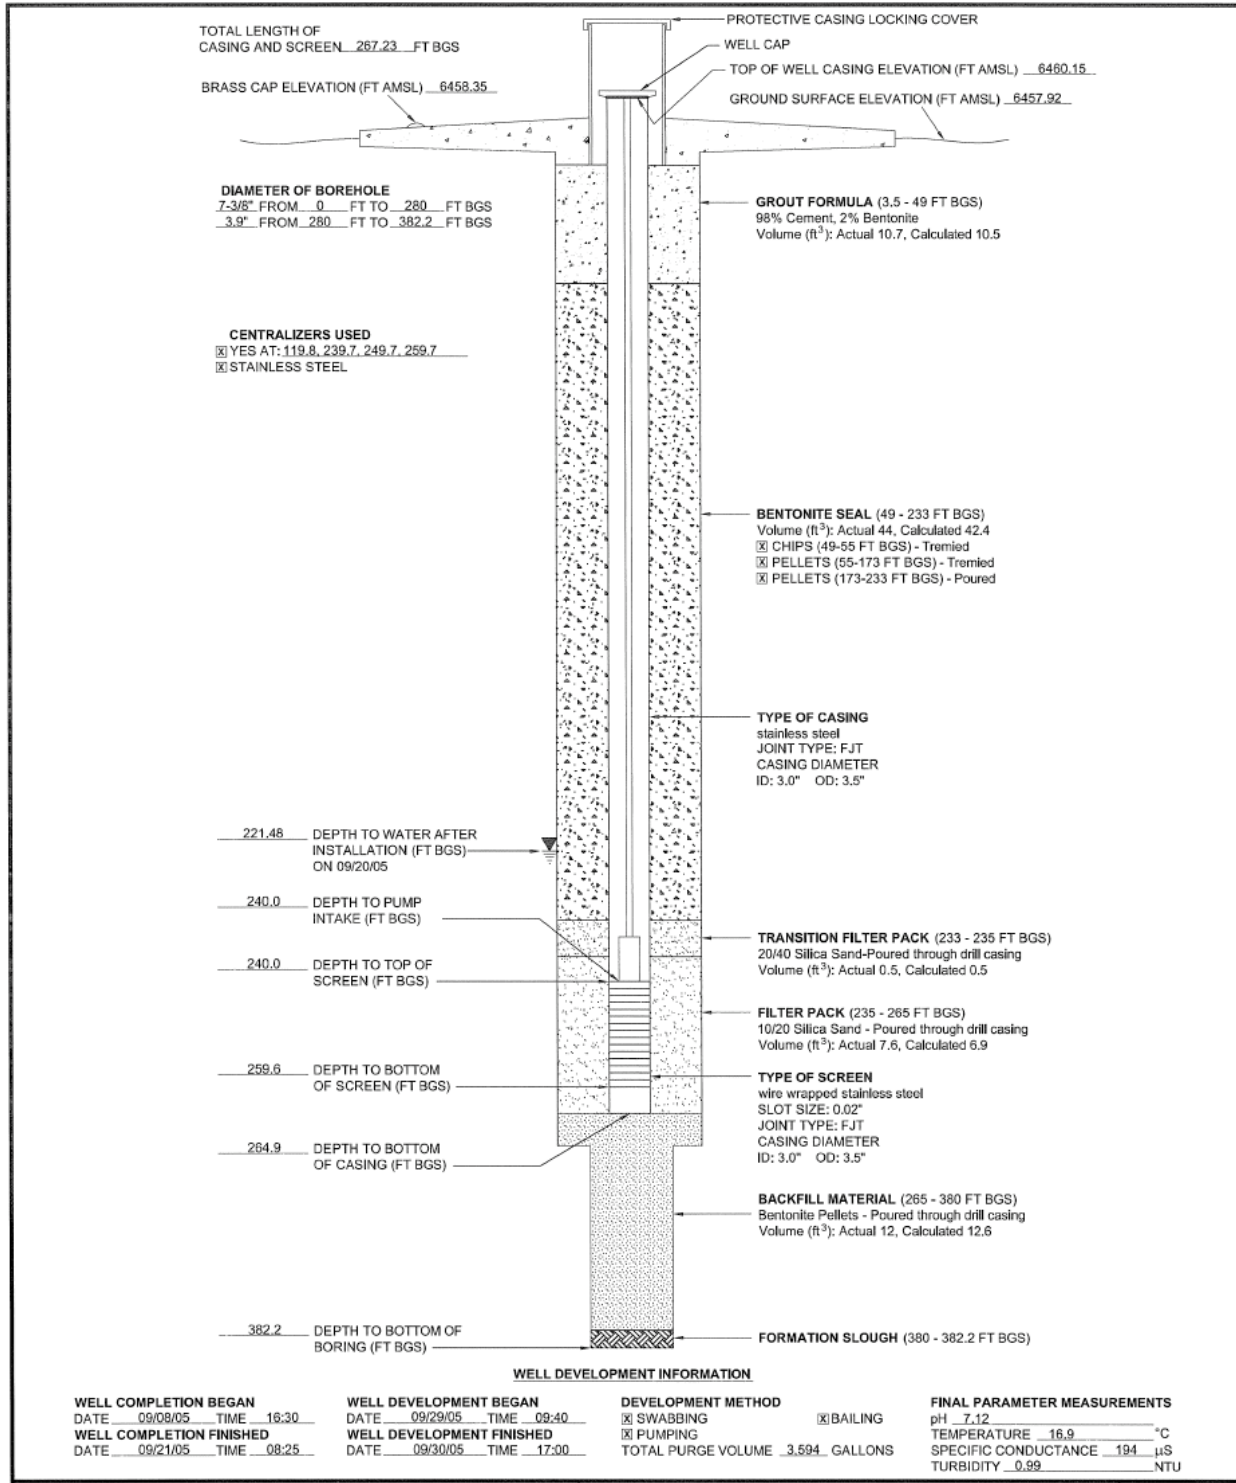 PROTECTIVE CASING LOCKING COVER
TOTAL LENGTH OF
CASING AND SCREEN 267.23 FT BGS
WELL CAP
TOP OF WELL CASING ELEVATION (FT AMSL) 6460.15
BRASS CAP ELEVATION (FT AMSL) 6458.35
GROUND SURFACE ELEVATION (FT AMSL) 6457.92
DIAMETER OF BOREHOLE
7-3/8" FROM 0 FT TO 280 FT BGS
3.9" FROM 280 FT TO 382.2 FT BGS
GROUT FORMULA (3.5 - 49 FT BGS)
98% Cement, 2% Bentonite
Volume (ft³): Actual 10.7, Calculated 10.5
CENTRALIZERS USED
☒ YES AT: 119.8, 239.7, 249.7, 259.7
☒ STAINLESS STEEL
BENTONITE SEAL (49 - 233 FT BGS)
Volume (ft³): Actual 44, Calculated 42.4
☒ CHIPS (49-55 FT BGS) - Tremied
☒ PELLETS (55-173 FT BGS) - Tremied
☒ PELLETS (173-233 FT BGS) - Poured
TYPE OF CASING
stainless steel
JOINT TYPE: FJT
CASING DIAMETER
ID: 3.0" OD: 3.5"
221.48 DEPTH TO WATER AFTER
INSTALLATION (FT BGS)
ON 09/20/05
240.0 DEPTH TO PUMP
INTAKE (FT BGS)
TRANSITION FILTER PACK (233 - 235 FT BGS)
20/40 Silica Sand-Poured through drill casing
Volume (ft³): Actual 0.5, Calculated 0.5
240.0 DEPTH TO TOP OF
SCREEN (FT BGS)
FILTER PACK (235 - 265 FT BGS)
10/20 Silica Sand - Poured through drill casing
Volume (ft³): Actual 7.6, Calculated 6.9
259.6 DEPTH TO BOTTOM
OF SCREEN (FT BGS)
TYPE OF SCREEN
wire wrapped stainless steel
SLOT SIZE: 0.02"
JOINT TYPE: FJT
CASING DIAMETER
ID: 3.0" OD: 3.5"
264.9 DEPTH TO BOTTOM
OF CASING (FT BGS)
BACKFILL MATERIAL (265 - 380 FT BGS)
Bentonite Pellets - Poured through drill casing
Volume (ft³): Actual 12, Calculated 12.6
382.2 DEPTH TO BOTTOM OF
BORING (FT BGS)
FORMATION SLOUGH (380 - 382.2 FT BGS)
WELL DEVELOPMENT INFORMATION
WELL COMPLETION BEGAN
DATE 09/08/05 TIME 16:30
WELL COMPLETION FINISHED
DATE 09/21/05 TIME 08:25
WELL DEVELOPMENT BEGAN
DATE 09/29/05 TIME 09:40
WELL DEVELOPMENT FINISHED
DATE 09/30/05 TIME 17:00
DEVELOPMENT METHOD
☒ SWABBING ☒ BAILING
☒ PUMPING
TOTAL PURGE VOLUME 3,594 GALLONS
FINAL PARAMETER MEASUREMENTS
pH 7.12
TEMPERATURE 16.9 °C
SPECIFIC CONDUCTANCE 194 µS
TURBIDITY 0.99 NTU